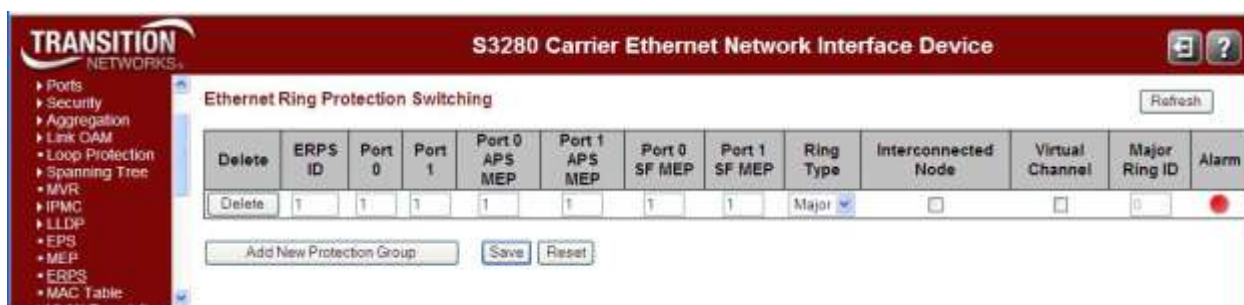 TRANSITION
NETWORKS
S3280 Carrier Ethernet Network Interface Device
?
Ports
Security
Aggregation
Link OAM
Loop Protection
Spanning Tree
MVR
IPMC
LLDP
EPS
MEP
ERPS
MAC Table
Ethernet Ring Protection Switching
Refresh
Delete ERPS ID Port 0 Port 1 Port 0 APS MEP Port 1 APS MEP Port 0 SF MEP Port 1 SF MEP Ring Type Interconnected Node Virtual Channel Major Ring ID Alarm
Delete 1 1 1 1 1 1 1 Major 0
Add New Protection Group Save Reset